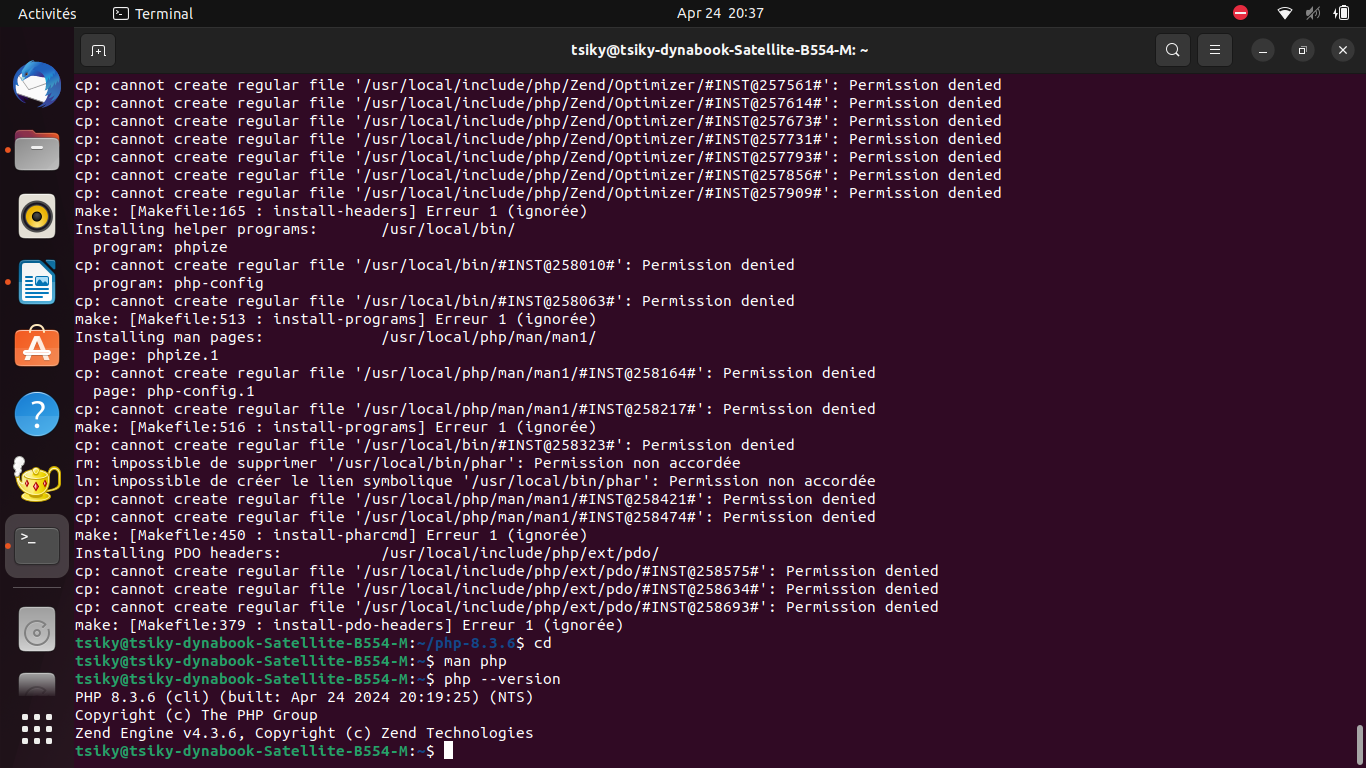 Activités
Terminal
Apr 24 20:37
tsiky@tsiky-dynabook-Satellite-B554-M: ~
cp: cannot create regular file '/usr/local/include/php/Zend/Optimizer/#INST@257561#': Permission denied
cp: cannot create regular file '/usr/local/include/php/Zend/Optimizer/#INST@257614#': Permission denied
cp: cannot create regular file '/usr/local/include/php/Zend/Optimizer/#INST@257673#': Permission denied
cp: cannot create regular file '/usr/local/include/php/Zend/Optimizer/#INST@257731#': Permission denied
cp: cannot create regular file '/usr/local/include/php/Zend/Optimizer/#INST@257793#': Permission denied
cp: cannot create regular file '/usr/local/include/php/Zend/Optimizer/#INST@257856#': Permission denied
cp: cannot create regular file '/usr/local/include/php/Zend/Optimizer/#INST@257909#': Permission denied
make: [Makefile:165 : install-headers] Erreur 1 (ignorée)
Installing helper programs:       /usr/local/bin/
  program: phpize
cp: cannot create regular file '/usr/local/bin/#INST@258010#': Permission denied
  program: php-config
cp: cannot create regular file '/usr/local/bin/#INST@258063#': Permission denied
make: [Makefile:513 : install-programs] Erreur 1 (ignorée)
Installing man pages:             /usr/local/php/man/man1/
  page: phpize.1
cp: cannot create regular file '/usr/local/php/man/man1/#INST@258164#': Permission denied
  page: php-config.1
cp: cannot create regular file '/usr/local/php/man/man1/#INST@258217#': Permission denied
make: [Makefile:516 : install-programs] Erreur 1 (ignorée)
cp: cannot create regular file '/usr/local/bin/#INST@258323#': Permission denied
rm: impossible de supprimer '/usr/local/bin/phar': Permission non accordée
ln: impossible de créer le lien symbolique '/usr/local/bin/phar': Permission non accordée
cp: cannot create regular file '/usr/local/php/man/man1/#INST@258421#': Permission denied
cp: cannot create regular file '/usr/local/php/man/man1/#INST@258474#': Permission denied
make: [Makefile:450 : install-pharcmd] Erreur 1 (ignorée)
Installing PDO headers:           /usr/local/include/php/ext/pdo/
cp: cannot create regular file '/usr/local/include/php/ext/pdo/#INST@258575#': Permission denied
cp: cannot create regular file '/usr/local/include/php/ext/pdo/#INST@258634#': Permission denied
cp: cannot create regular file '/usr/local/include/php/ext/pdo/#INST@258693#': Permission denied
make: [Makefile:379 : install-pdo-headers] Erreur 1 (ignorée)
tsiky@tsiky-dynabook-Satellite-B554-M:~/php-8.3.6$ cd
tsiky@tsiky-dynabook-Satellite-B554-M:~$ man php
tsiky@tsiky-dynabook-Satellite-B554-M:~$ php --version
PHP 8.3.6 (cli) (built: Apr 24 2024 20:19:25) (NTS)
Copyright (c) The PHP Group
Zend Engine v4.3.6, Copyright (c) Zend Technologies
tsiky@tsiky-dynabook-Satellite-B554-M:~$